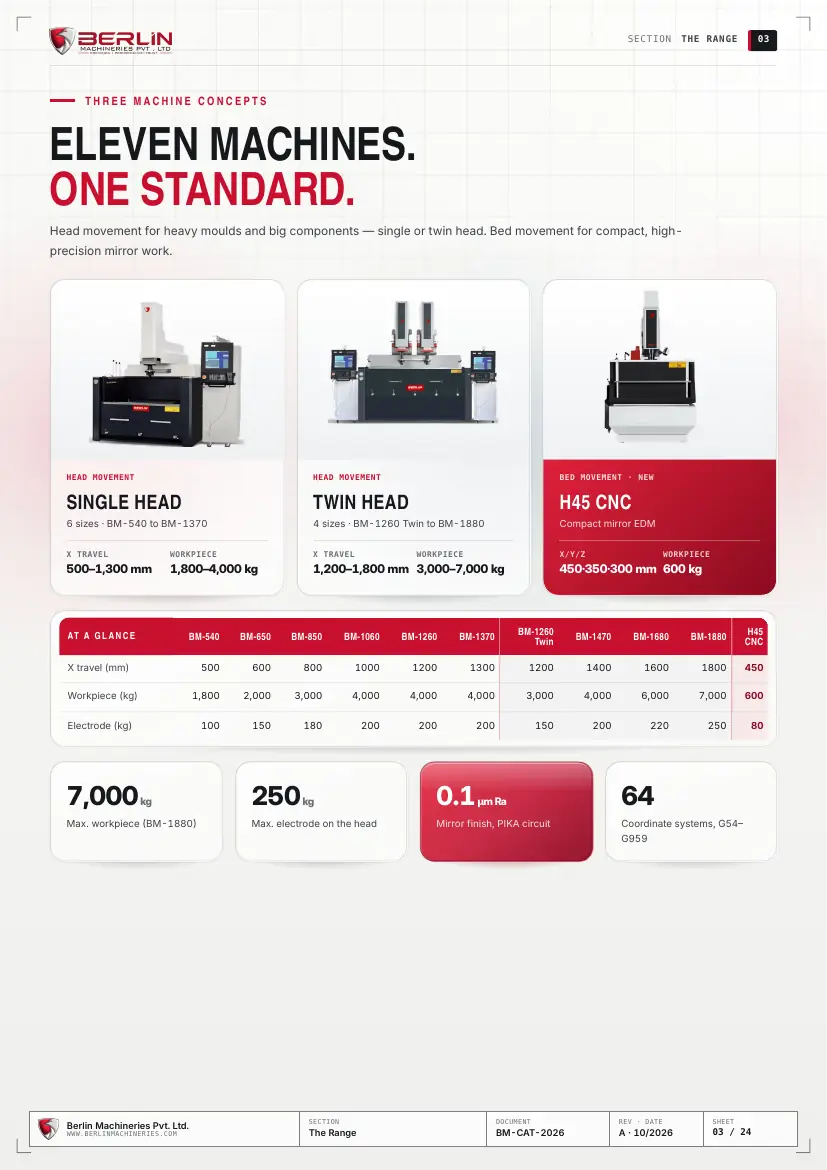 BERLIN
MACHINERIES PVT. LTD
SECTION THE RANGE 03
THREE MACHINE CONCEPTS
ELEVEN MACHINES.
ONE STANDARD.
Head movement for heavy moulds and big components — single or twin head. Bed movement for compact, high-
precision mirror work.
HEAD MOVEMENT
SINGLE HEAD
6 sizes · BM-540 to BM-1370
X TRAVEL WORKPIECE
500–1,300 mm 1,800–4,000 kg
HEAD MOVEMENT
TWIN HEAD
4 sizes · BM-1260 Twin to BM-1880
X TRAVEL WORKPIECE
1,200–1,800 mm 3,000–7,000 kg
BED MOVEMENT · NEW
H45 CNC
Compact mirror EDM
X/Y/Z WORKPIECE
450·350·300 mm 600 kg
AT A GLANCE BM-540 BM-650 BM-850 BM-1060 BM-1260 BM-1370 BM-1260 Twin BM-1470 BM-1680 BM-1880 H45 CNC
X travel (mm) 500 600 800 1000 1200 1300 1200 1400 1600 1800 450
Workpiece (kg) 1,800 2,000 3,000 4,000 4,000 4,000 3,000 4,000 6,000 7,000 600
Electrode (kg) 100 150 180 200 200 200 150 200 220 250 80
7,000 kg
Max. workpiece (BM-1880)
250 kg
Max. electrode on the head
0.1 µm Ra
Mirror finish, PIKA circuit
64
Coordinate systems, G54–
G959
Berlin Machineries Pvt. Ltd.
WWW.BERLINMACHINERIES.COM
SECTION
The Range
DOCUMENT
BM-CAT-2026
REV · DATE
A · 10/2026
SHEET
03 / 24